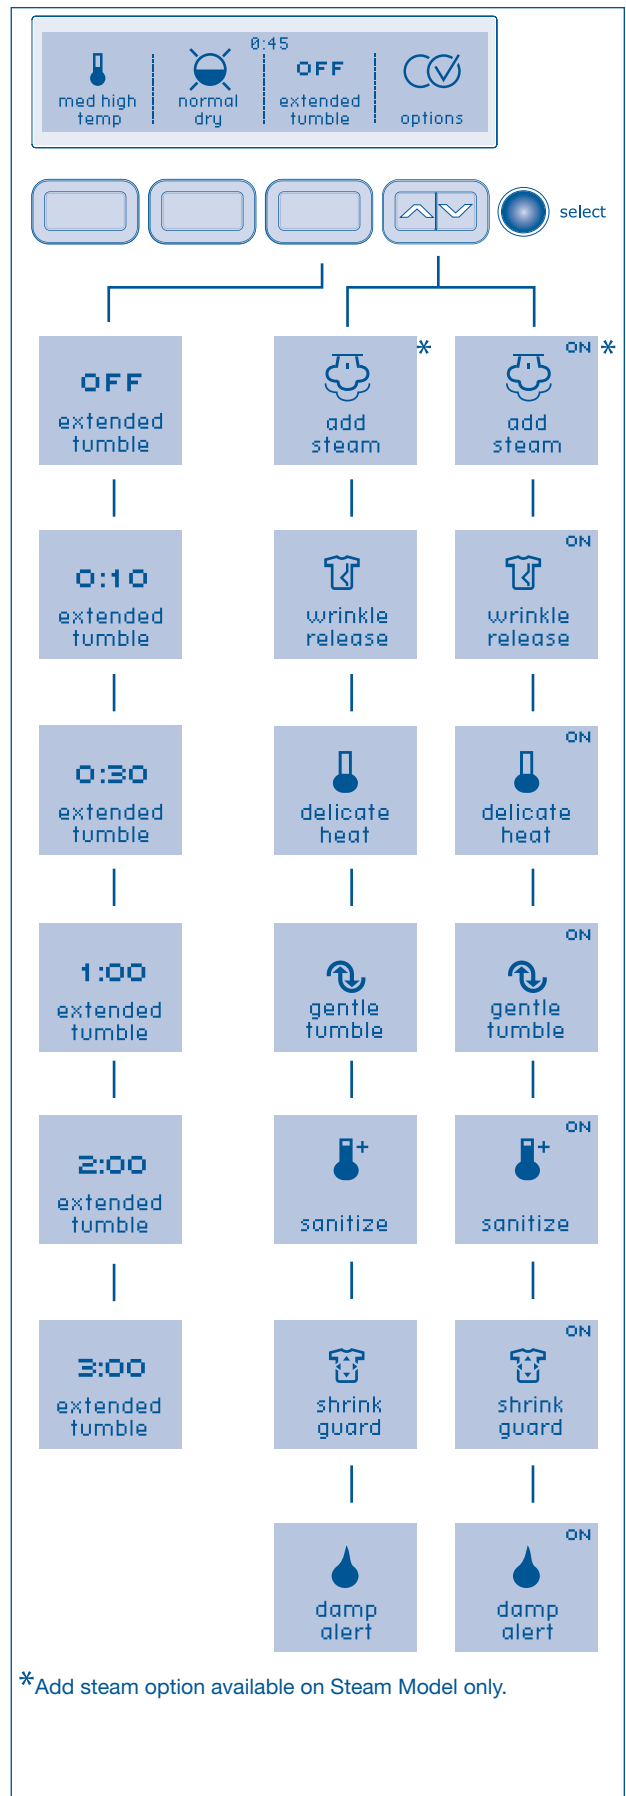 0:45
med high
temp
normal
dry
OFF
extended
tumble
options
select
OFF
extended
tumble
*
add
steam
ON *
add
steam
0:10
extended
tumble
wrinkle
release
ON
wrinkle
release
0:30
extended
tumble
delicate
heat
ON
delicate
heat
1:00
extended
tumble
gentle
tumble
ON
gentle
tumble
2:00
extended
tumble
+
sanitize
ON
+
sanitize
3:00
extended
tumble
shrink
guard
ON
shrink
guard
damp
alert
ON
damp
alert
*Add steam option available on Steam Model only.